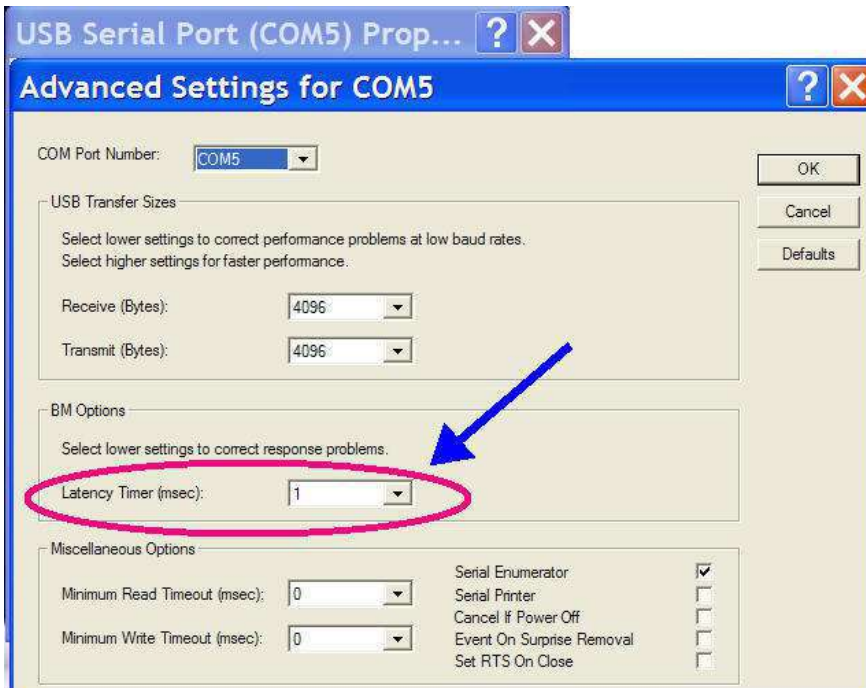 USB Serial Port (COM5) Prop...
Advanced Settings for COM5
COM Port Number: COM5
OK
USB Transfer Sizes
Cancel
Select lower settings to correct performance problems at low baud rates.
Select higher settings for faster performance.
Defaults
Receive (Bytes): 4096
Transmit (Bytes): 4096
BM Options
Select lower settings to correct response problems.
Latency Timer (msec): 1
Miscellaneous Options
Minimum Read Timeout (msec): 0
Minimum Write Timeout (msec): 0
Serial Enumerator
Serial Printer
Cancel If Power Off
Event On Surprise Removal
Set RTS On Close